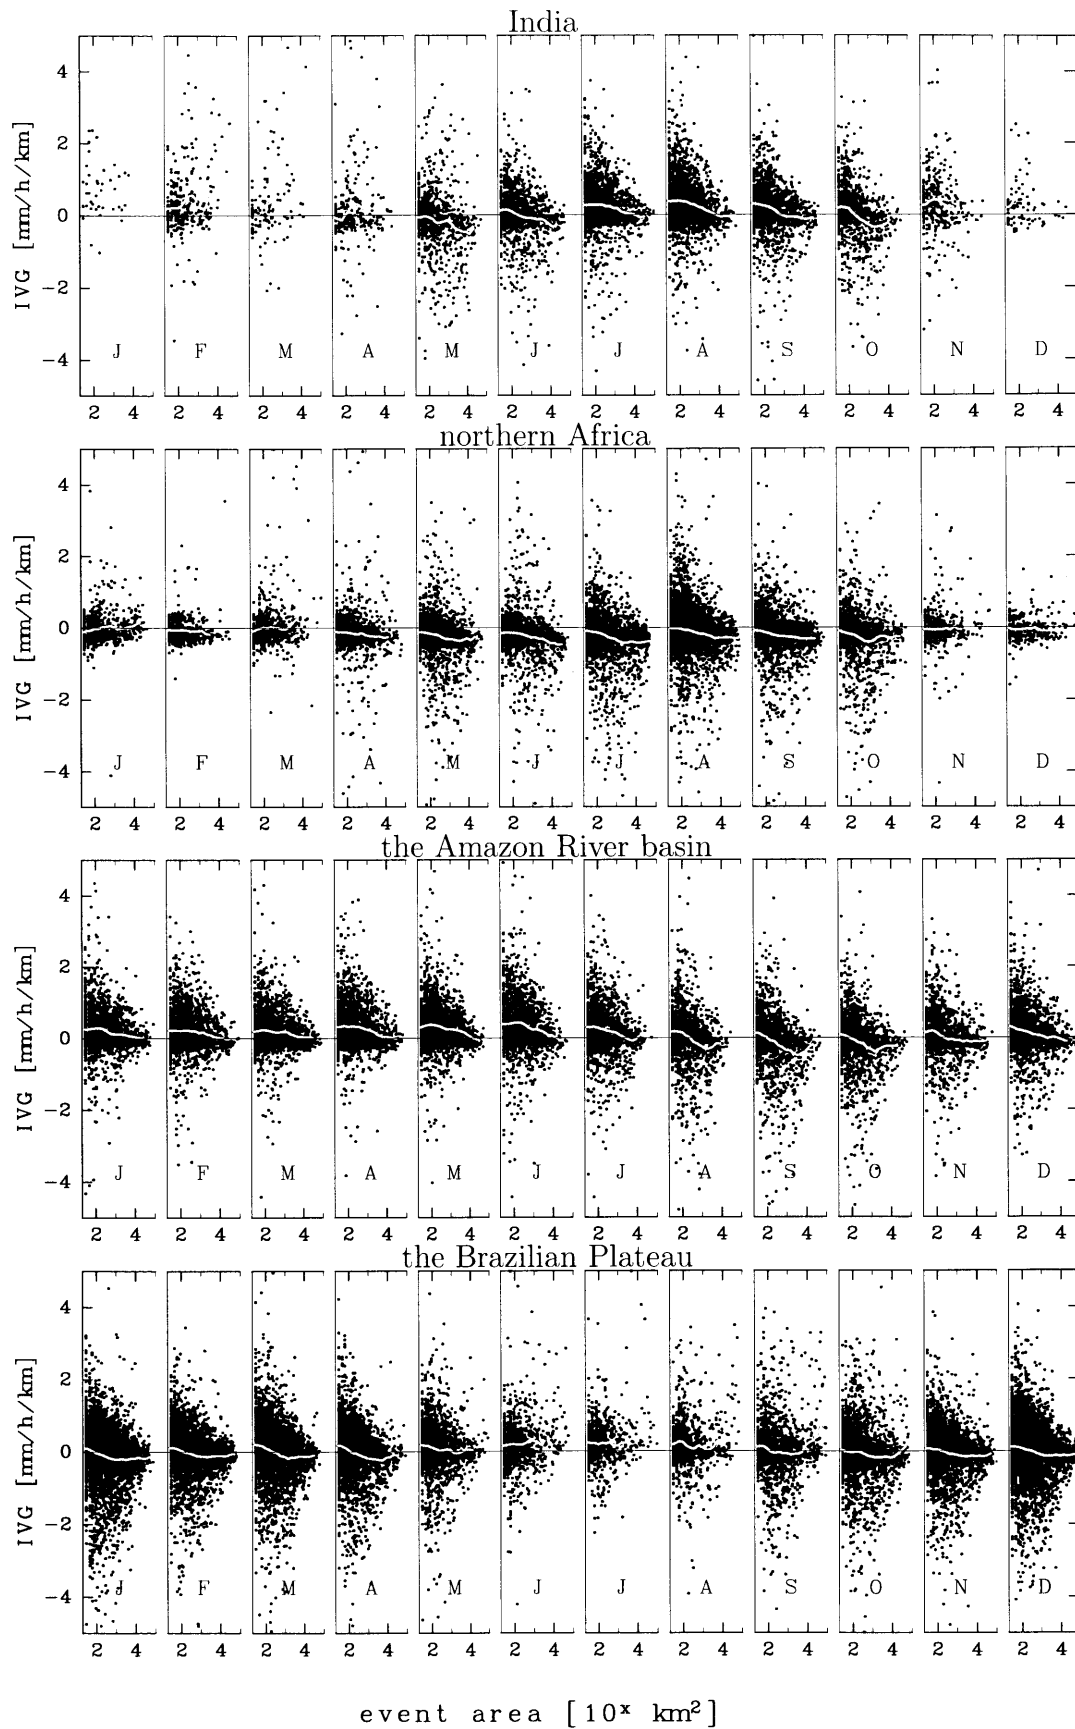 India
4
2
0
-2
-4
IVG [mm/h/km]
J F M A M J J A S O N D
2 4 2 4 2 4 2 4 2 4 2 4 2 4 2 4 2 4 2 4 2 4 2 4
northern Africa
4
2
0
-2
-4
IVG [mm/h/km]
J F M A M J J A S O N D
2 4 2 4 2 4 2 4 2 4 2 4 2 4 2 4 2 4 2 4 2 4 2 4
the Amazon River basin
4
2
0
-2
-4
IVG [mm/h/km]
J F M A M J J A S O N D
2 4 2 4 2 4 2 4 2 4 2 4 2 4 2 4 2 4 2 4 2 4 2 4
the Brazilian Plateau
4
2
0
-2
-4
IVG [mm/h/km]
J F M A M J J A S O N D
2 4 2 4 2 4 2 4 2 4 2 4 2 4 2 4 2 4 2 4 2 4 2 4
event area [10ˣ km²]